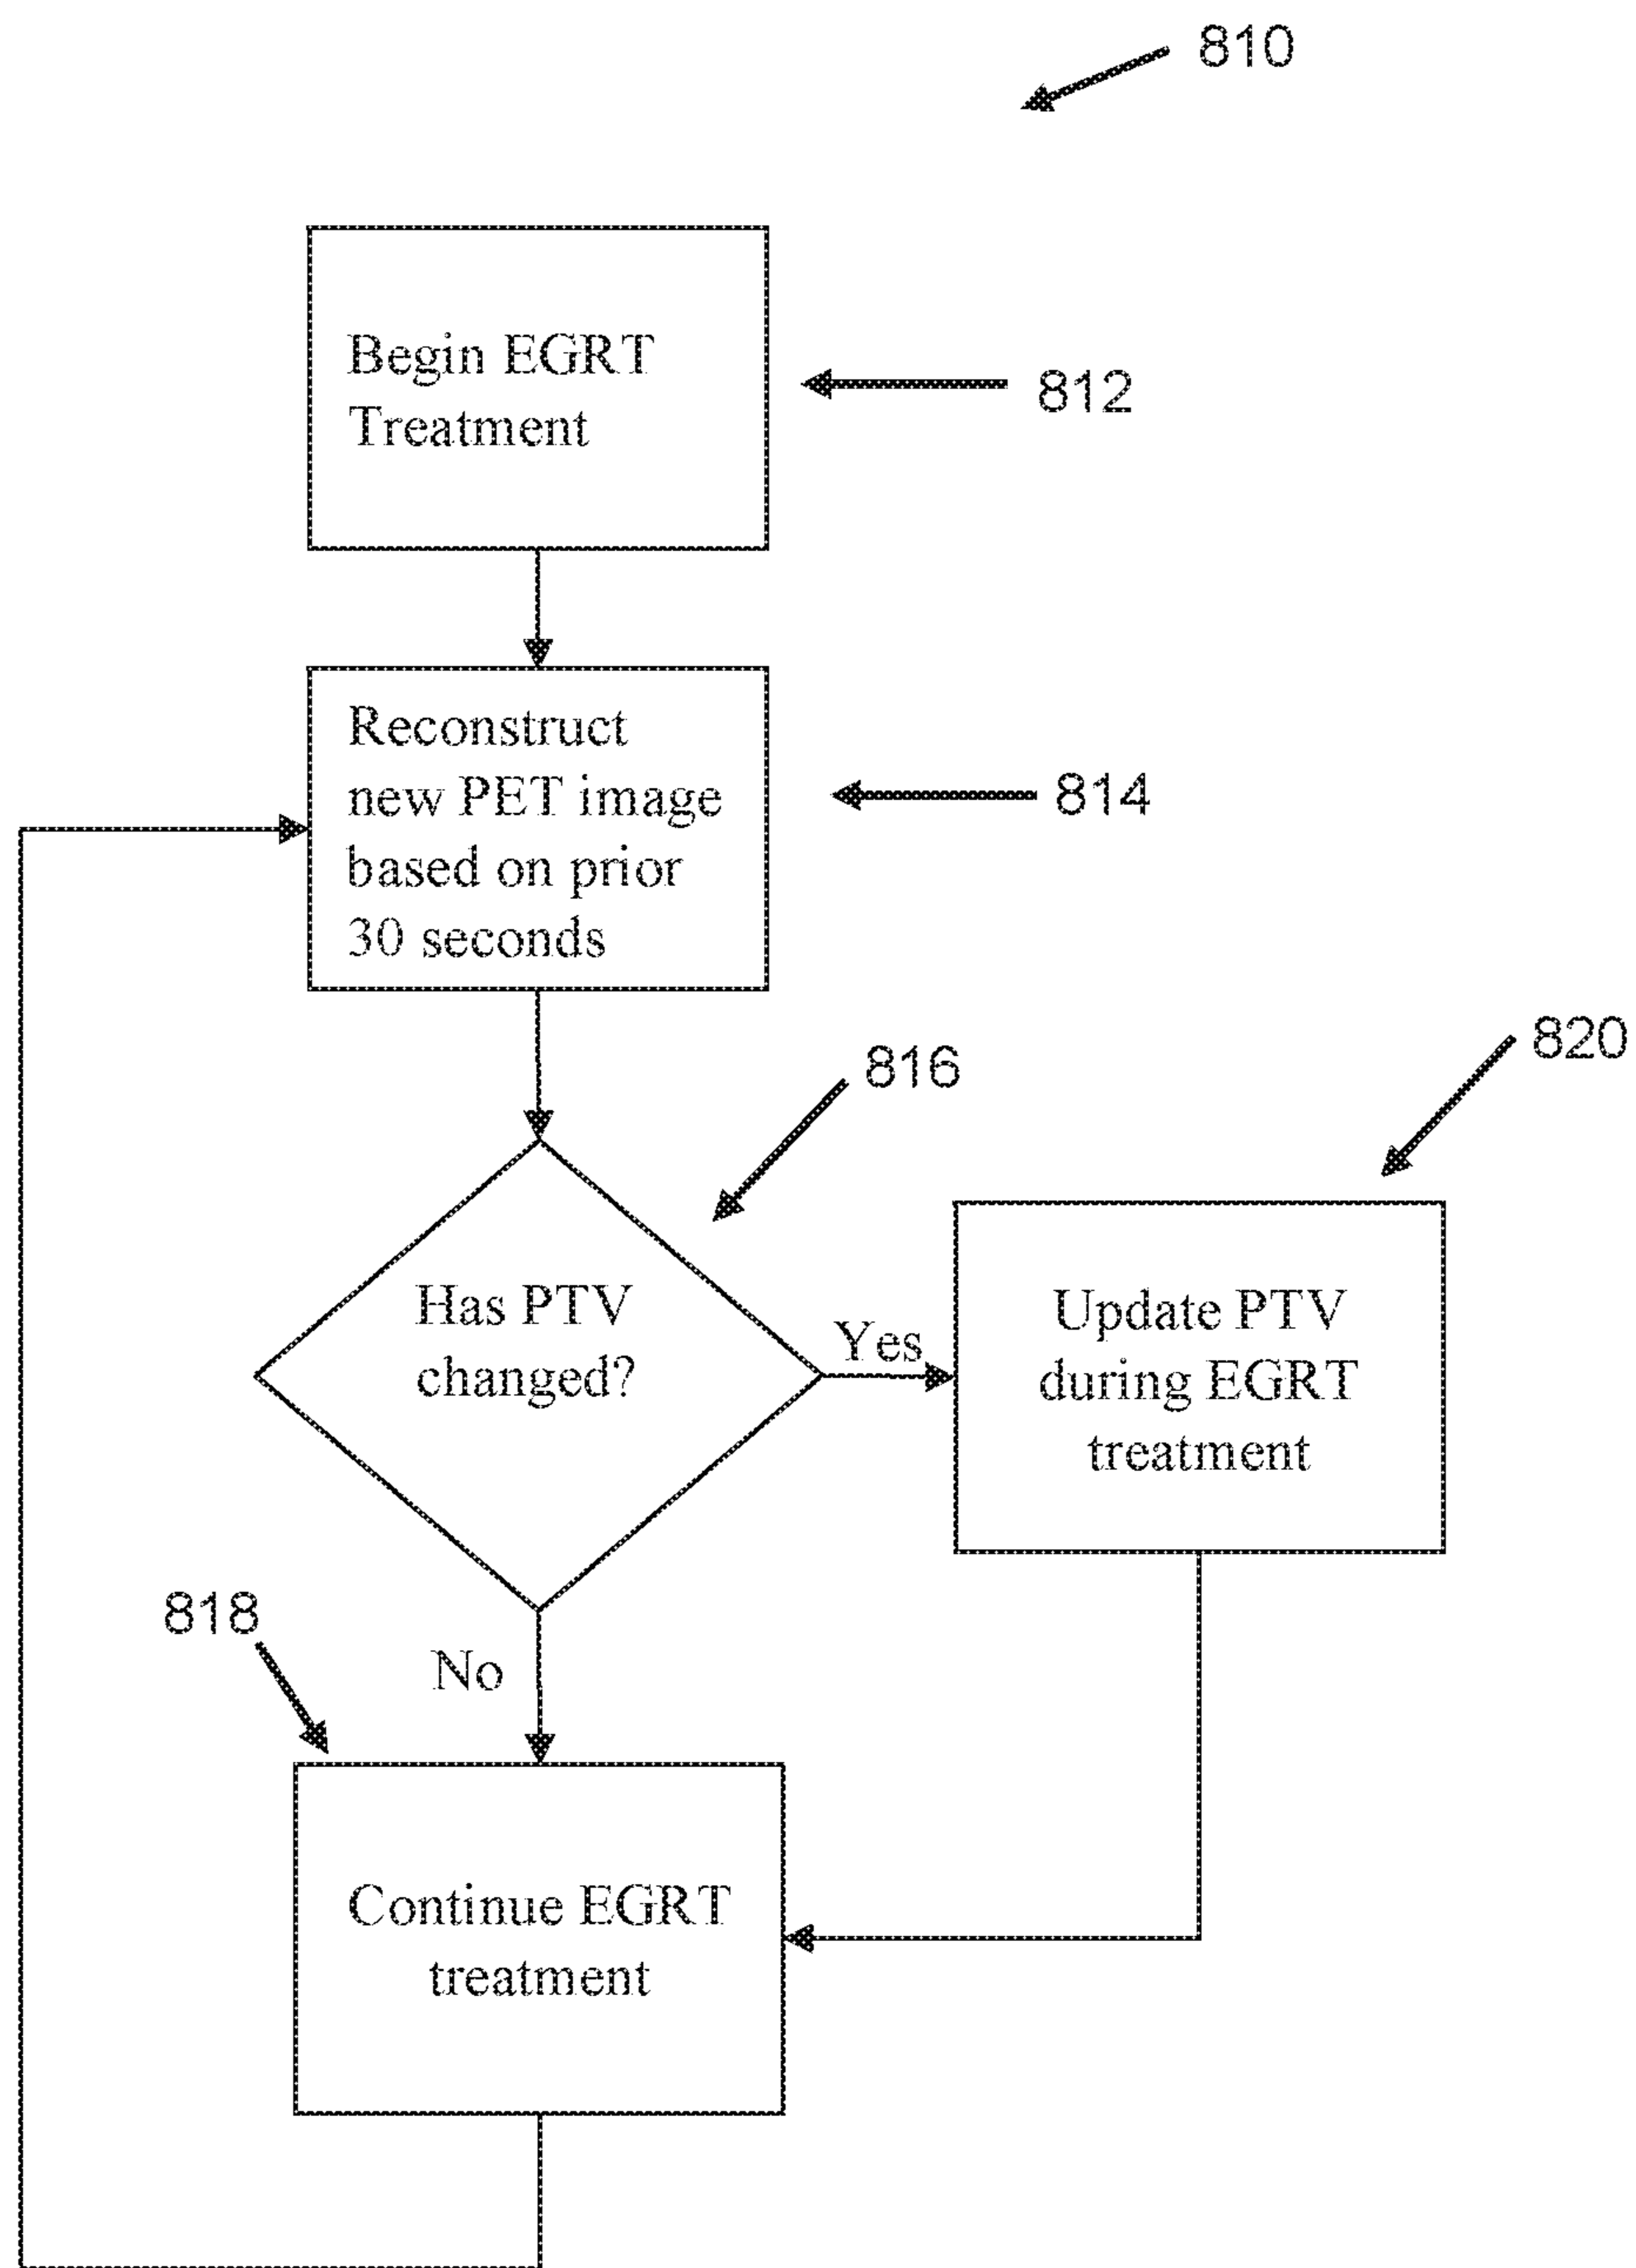 810
Begin EGRT
Treatment
812
Reconstruct
new PET image
based on prior
30 seconds
814
816
820
Has PTV
changed?
Yes
Update PTV
during EGRT
treatment
818
No
Continue EGRT
treatment